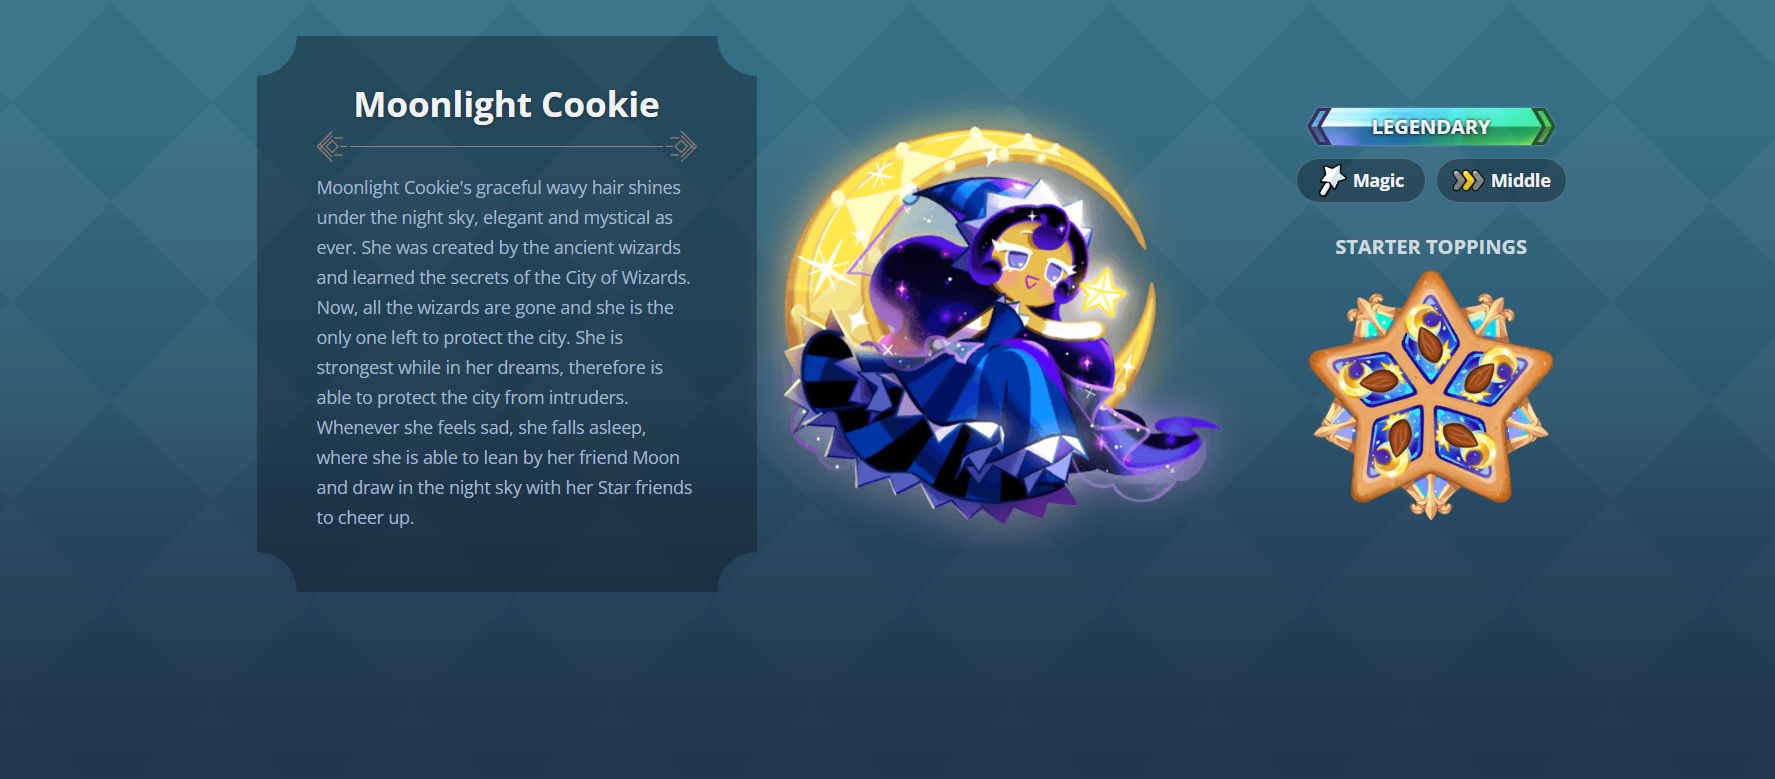 Moonlight Cookie
Moonlight Cookie's graceful wavy hair shines
under the night sky, elegant and mystical as
ever. She was created by the ancient wizards
and learned the secrets of the City of Wizards.
Now, all the wizards are gone and she is the
only one left to protect the city. She is
strongest while in her dreams, therefore is
able to protect the city from intruders.
Whenever she feels sad, she falls asleep,
where she is able to lean by her friend Moon
and draw in the night sky with her Star friends
to cheer up.
LEGENDARY
Magic
Middle
STARTER TOPPINGS